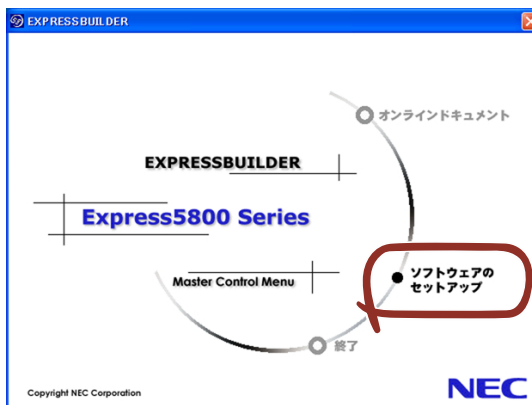 EXPRESSBUILDER
オンラインドキュメント
EXPRESSBUILDER
Express5800 Series
ソフトウェアの
セットアップ
Master Control Menu
終了
Copyright NEC Corporation
NEC